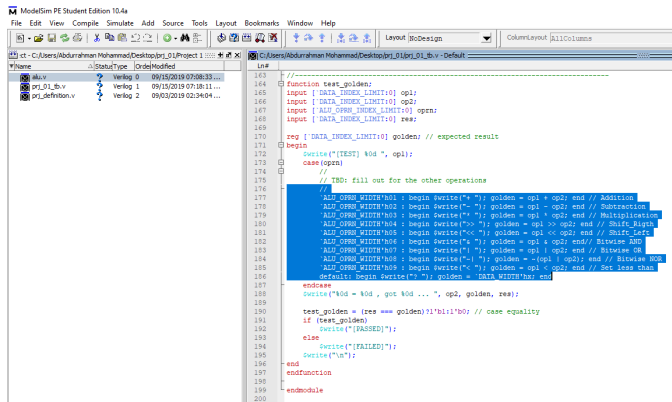 ModelSim PE Student Edition 10.4a
File Edit View Compile Simulate Add Source Tools Layout Bookmarks Window Help
Layout NoDesign
ColumnLayout AllColumns
:ct - C:/Users/Abdurrahman Mohammad/Desktop/prj_01/Project 1
C:/Users/Abdurrahman Mohammad/Desktop/prj_01/prj_01_tb.v - Default
Name Status Type Order Modified
alu.v Verilog 0 09/15/2019 07:08:33 ...
prj_01_tb.v Verilog 1 09/15/2019 07:18:11 ...
prj_definition.v Verilog 2 09/03/2019 02:34:04 ...
Ln#
163 //------------------------------------------------------------
164 function test_golden;
165 input [`DATA_INDEX_LIMIT:0] op1;
166 input [`DATA_INDEX_LIMIT:0] op2;
167 input [`ALU_OPRN_INDEX_LIMIT:0] oprn;
168 input [`DATA_INDEX_LIMIT:0] res;
169
170 reg [`DATA_INDEX_LIMIT:0] golden; // expected result
171 begin
172 $write("[TEST] %0d ", op1);
173 case(oprn)
174 //
175 // TBD: fill out for the other operations
176 //
177 `ALU_OPRN_WIDTH'h01 : begin $write("+ "); golden = op1 + op2; end // Addition
178 `ALU_OPRN_WIDTH'h02 : begin $write("- "); golden = op1 - op2; end // Subtraction
179 `ALU_OPRN_WIDTH'h03 : begin $write("* "); golden = op1 * op2; end // Multiplication
180 `ALU_OPRN_WIDTH'h04 : begin $write(">> "); golden = op1 >> op2; end // Shift_Rigth
181 `ALU_OPRN_WIDTH'h05 : begin $write("<< "); golden = op1 << op2; end // Shift_Left
182 `ALU_OPRN_WIDTH'h06 : begin $write("& "); golden = op1 & op2; end// Bitwise AND
183 `ALU_OPRN_WIDTH'h07 : begin $write("| "); golden = op1 | op2; end // Bitwise OR
184 `ALU_OPRN_WIDTH'h08 : begin $write("~| "); golden = ~(op1 | op2); end // Bitwise NOR
185 `ALU_OPRN_WIDTH'h09 : begin $write("< "); golden = op1 < op2; end // Set less than
186 default: begin $write("? "); golden = `DATA_WIDTH'hx; end
187 endcase
188 $write("%0d = %0d , got %0d ... ", op2, golden, res);
189
190 test_golden = (res === golden)?1'b1:1'b0; // case equality
191 if (test_golden)
192 $write("[PASSED]");
193 else
194 $write("[FAILED]");
195 $write("\n");
196 end
197 endfunction
198
199 endmodule
200